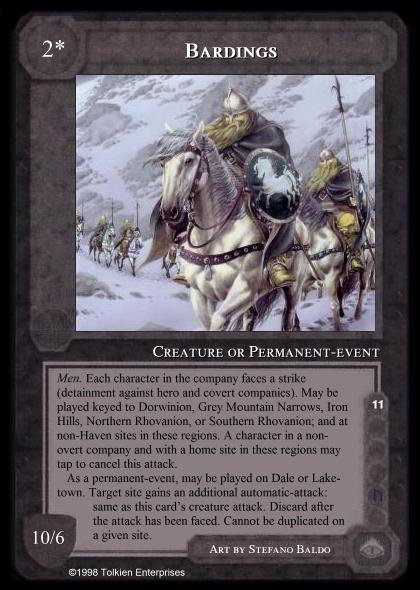 2*
BARDINGS
CREATURE OR PERMANENT-EVENT
Men. Each character in the company faces a strike
(detainment against hero and covert companies). May be
played keyed to Dorwinion, Grey Mountain Narrows, Iron
Hills, Northern Rhovanion, or Southern Rhovanion; and at
non-Haven sites in these regions. A character in a non-
overt company and with a home site in these regions may
tap to cancel this attack.
As a permanent-event, may be played on Dale or Lake-
town. Target site gains an additional automatic-attack:
same as this card's creature attack. Discard after
the attack has been faced. Cannot be duplicated on
a given site.
11
10/6
ART BY STEFANO BALDO
©1998 Tolkien Enterprises